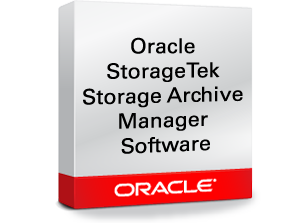 Oracle
StorageTek
Storage Archive
Manager
Software
ORACLE